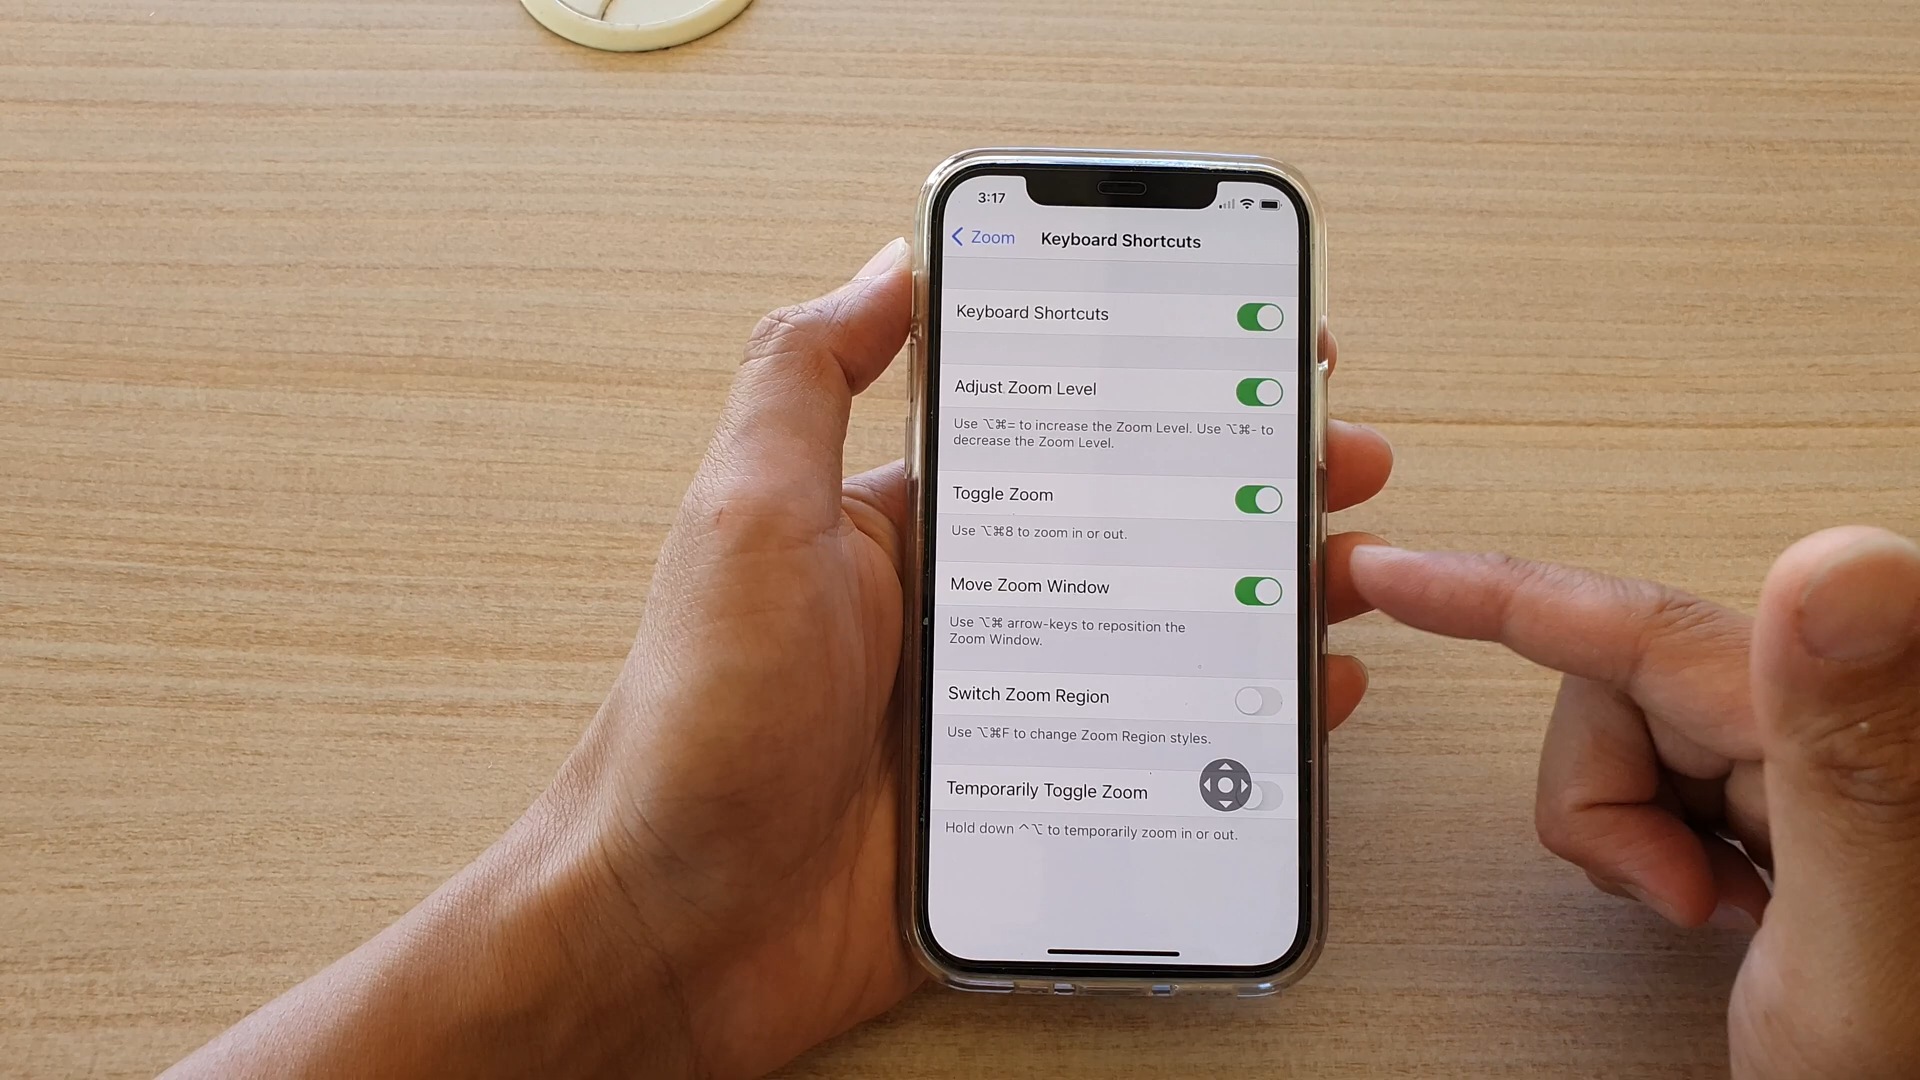 3:17
Zoom
Keyboard Shortcuts
Keyboard Shortcuts
Adjust Zoom Level
Use ⌥⌘= to increase the Zoom Level. Use ⌥⌘- to
decrease the Zoom Level.
Toggle Zoom
Use ⌥⌘8 to zoom in or out.
Move Zoom Window
Use ⌥⌘ arrow-keys to reposition the
Zoom Window.
Switch Zoom Region
Use ⌥⌘F to change Zoom Region styles.
Temporarily Toggle Zoom
Hold down ^⌥ to temporarily zoom in or out.